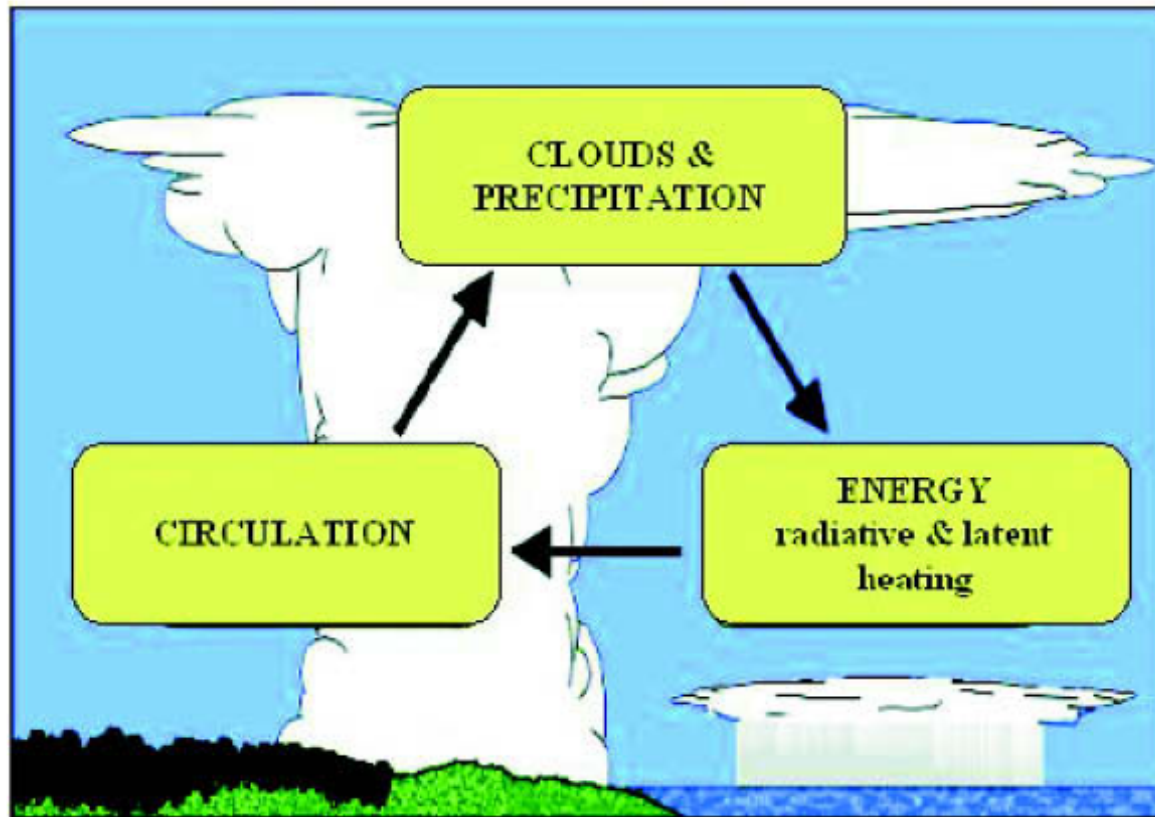 CLOUDS &
PRECIPITATION
CIRCULATION
ENERGY
radiative & latent
heating